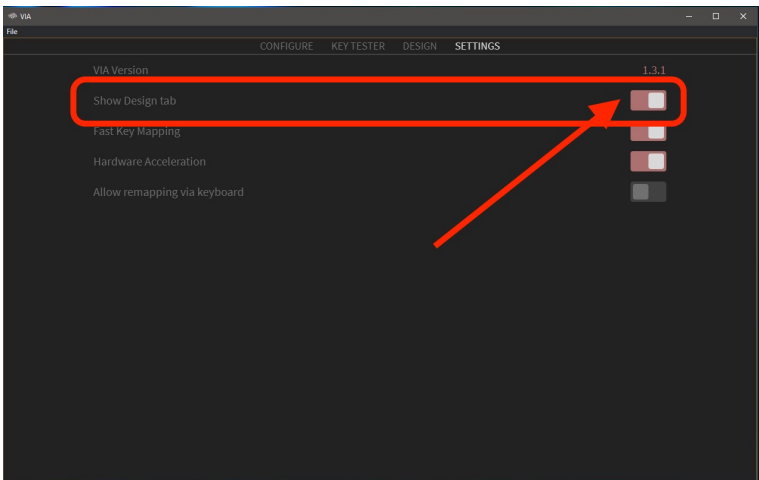 VIA
File
CONFIGURE KEY TESTER DESIGN SETTINGS
VIA Version 1.3.1
Show Design tab
Fast Key Mapping
Hardware Acceleration
Allow remapping via keyboard